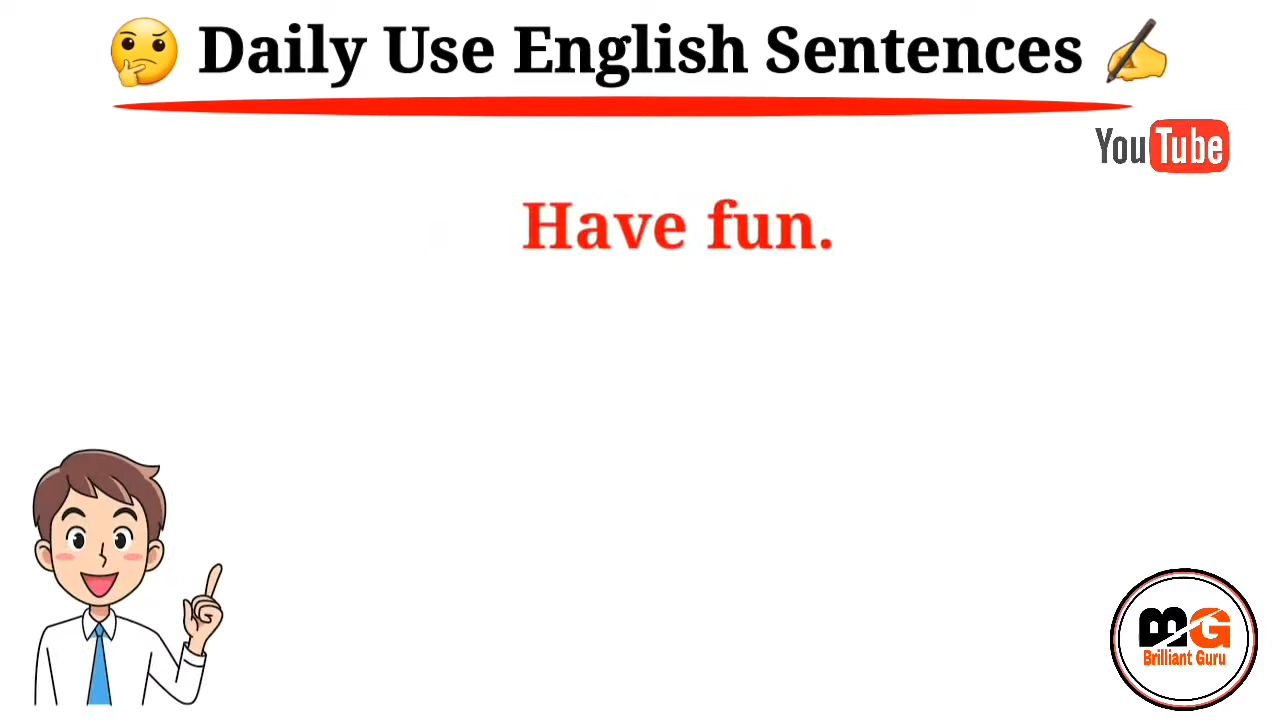 🤔 Daily Use English Sentences ✍️
YouTube
Have fun.
BG
Brilliant Guru